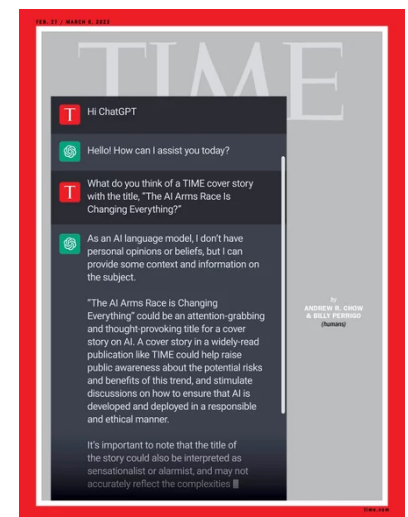 FEB. 27 / MARCH 6, 2023
TIME
T
Hi ChatGPT
Hello! How can I assist you today?
T
What do you think of a TIME cover story
with the title, “The AI Arms Race Is
Changing Everything?”
As an AI language model, I don’t have
personal opinions or beliefs, but I can
provide some context and information on
the subject.
“The AI Arms Race is Changing
Everything” could be an attention-grabbing
and thought-provoking title for a cover
story on AI. A cover story in a widely-read
publication like TIME could help raise
public awareness about the potential risks
and benefits of this trend, and stimulate
discussions on how to ensure that AI is
developed and deployed in a responsible
and ethical manner.
It’s important to note that the title of
the story could also be interpreted as
sensationalist or alarmist, and may not
accurately reflect the complexities
by
ANDREW R. CHOW
& BILLY PERRIGO
(humans)
time.com